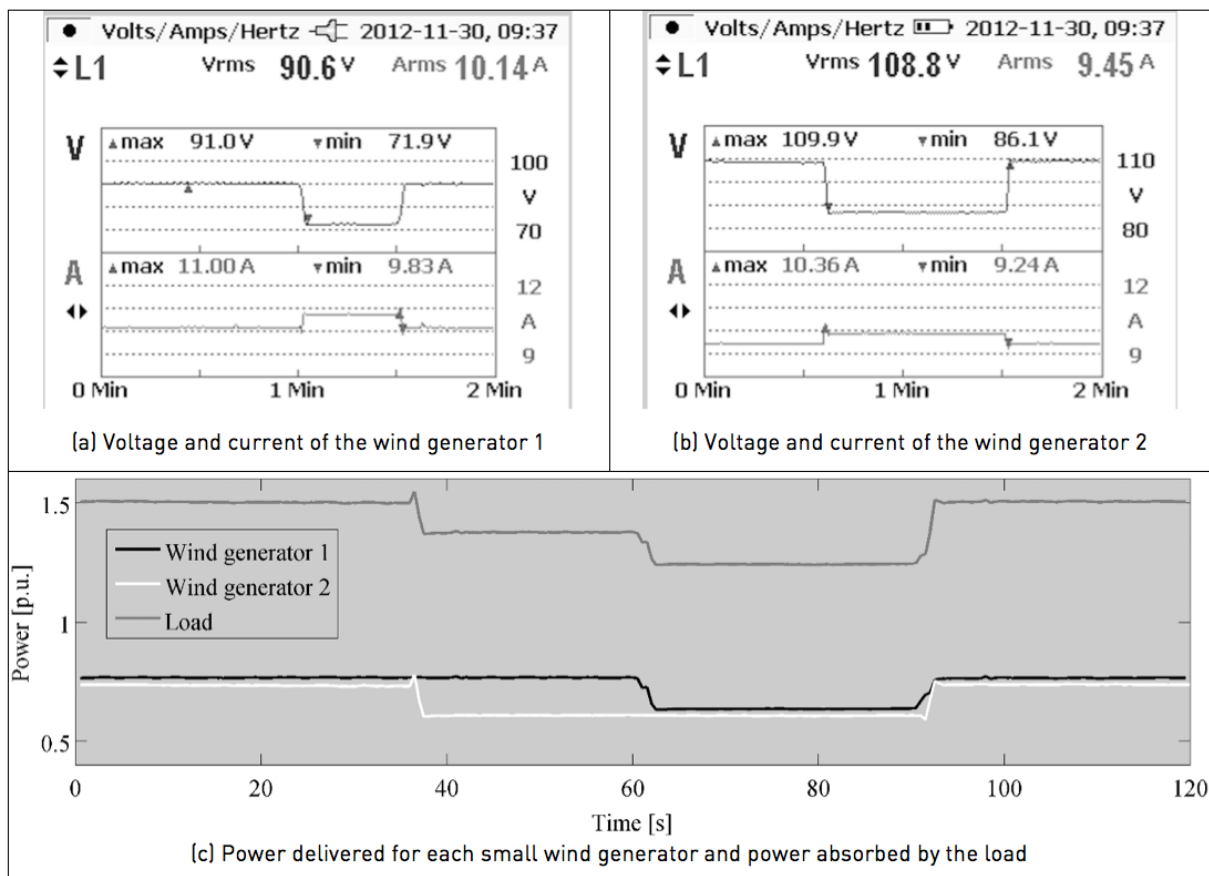 Volts/Amps/Hertz 2012-11-30, 09:37
L1 Vrms 90.6 V Arms 10.14 A
V max 91.0 V min 71.9 V
100
V
70
A max 11.00 A min 9.83 A
12
A
9
0 Min 1 Min 2 Min
(a) Voltage and current of the wind generator 1
Volts/Amps/Hertz 2012-11-30, 09:37
L1 Vrms 108.8 V Arms 9.45 A
V max 109.9 V min 86.1 V
110
V
80
A max 10.36 A min 9.24 A
12
A
9
0 Min 1 Min 2 Min
(b) Voltage and current of the wind generator 2
Power [p.u.]
1.5
1
0.5
Wind generator 1
Wind generator 2
Load
0 20 40 60 80 100 120
Time [s]
(c) Power delivered for each small wind generator and power absorbed by the load